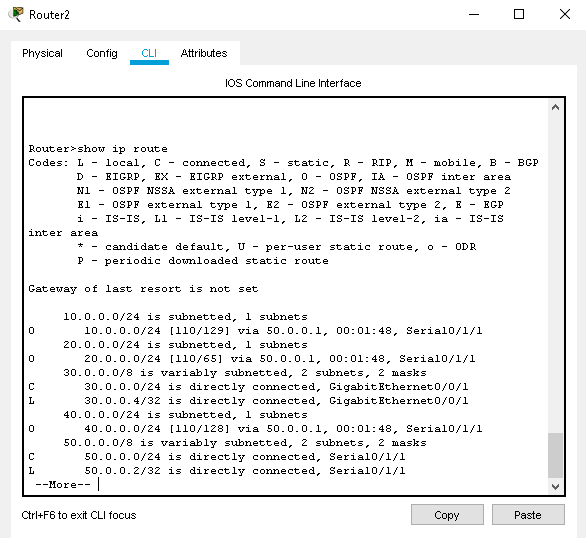 Router2
Physical Config CLI Attributes
IOS Command Line Interface
Router>show ip route
Codes: L - local, C - connected, S - static, R - RIP, M - mobile, B - BGP
D - EIGRP, EX - EIGRP external, O - OSPF, IA - OSPF inter area
N1 - OSPF NSSA external type 1, N2 - OSPF NSSA external type 2
E1 - OSPF external type 1, E2 - OSPF external type 2, E - EGP
i - IS-IS, L1 - IS-IS level-1, L2 - IS-IS level-2, ia - IS-IS
inter area
* - candidate default, U - per-user static route, o - ODR
P - periodic downloaded static route
Gateway of last resort is not set
10.0.0.0/24 is subnetted, 1 subnets
O 10.0.0.0/24 [110/129] via 50.0.0.1, 00:01:48, Serial0/1/1
20.0.0.0/24 is subnetted, 1 subnets
O 20.0.0.0/24 [110/65] via 50.0.0.1, 00:01:48, Serial0/1/1
30.0.0.0/8 is variably subnetted, 2 subnets, 2 masks
C 30.0.0.0/24 is directly connected, GigabitEthernet0/0/1
L 30.0.0.4/32 is directly connected, GigabitEthernet0/0/1
40.0.0.0/24 is subnetted, 1 subnets
O 40.0.0.0/24 [110/128] via 50.0.0.1, 00:01:48, Serial0/1/1
50.0.0.0/8 is variably subnetted, 2 subnets, 2 masks
C 50.0.0.0/24 is directly connected, Serial0/1/1
L 50.0.0.2/32 is directly connected, Serial0/1/1
--More--
Ctrl+F6 to exit CLI focus
Copy Paste